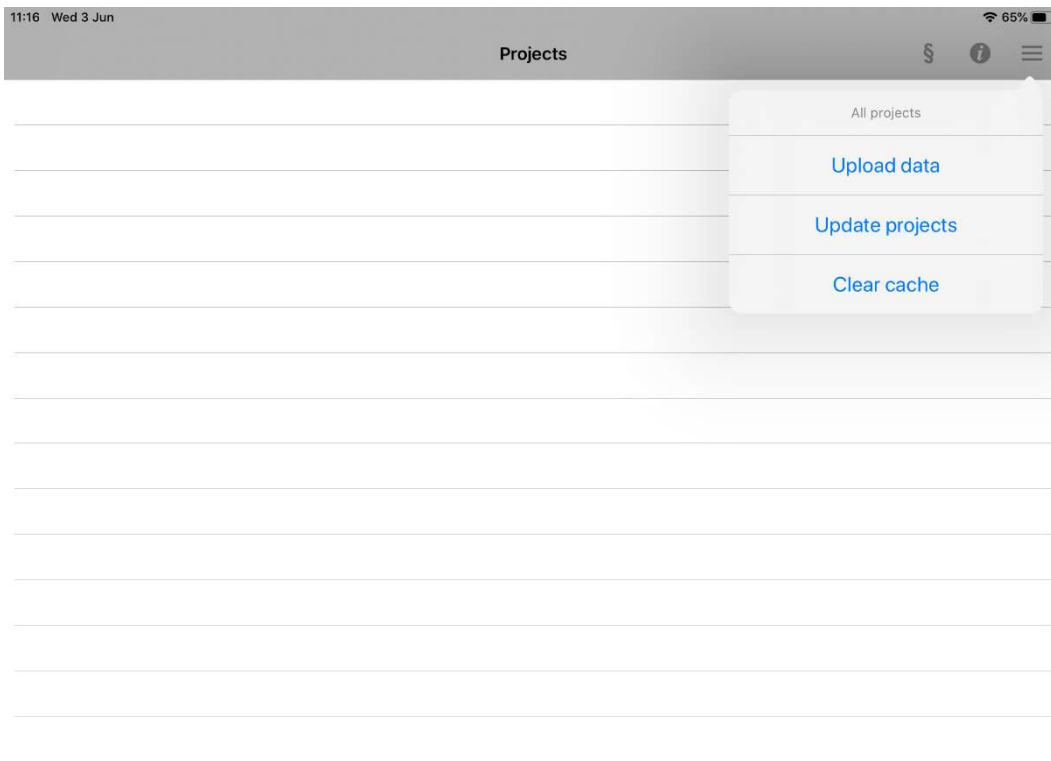 11:16 Wed 3 Jun 65%
Projects §
All projects
Upload data
Update projects
Clear cache